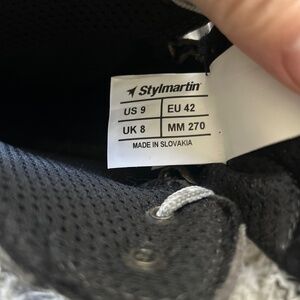 Stylmartin
US 9 EU 42
UK 8 MM 270
MADE IN SLOVAKIA